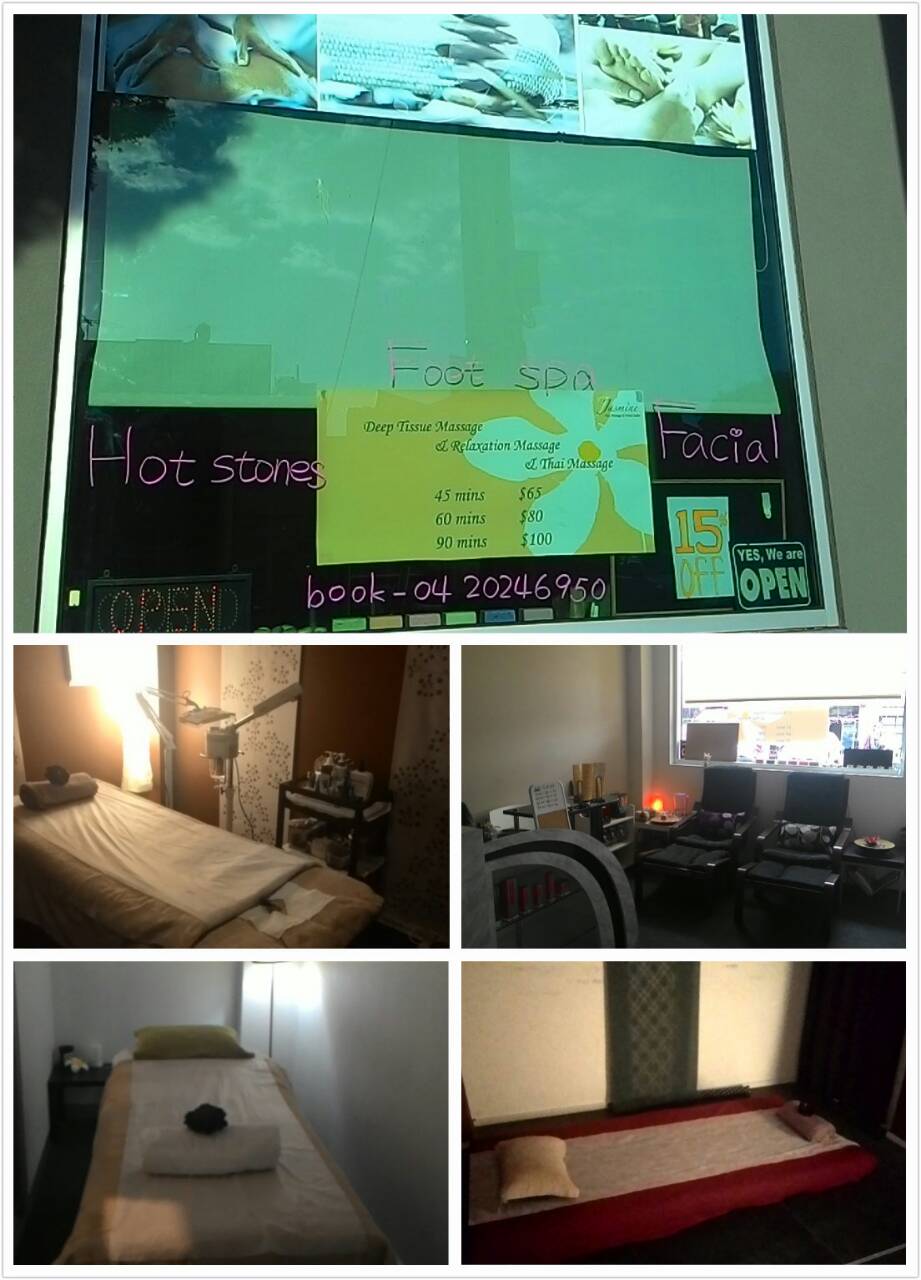 Foot spa
Jasmine
Hot stones
Facial
Deep Tissue Massage
& Relaxation Massage
& Thai Massage
45 mins $65
60 mins $80
90 mins $100
15% OFF
YES, We are
OPEN
OPEN
book-04 20246950